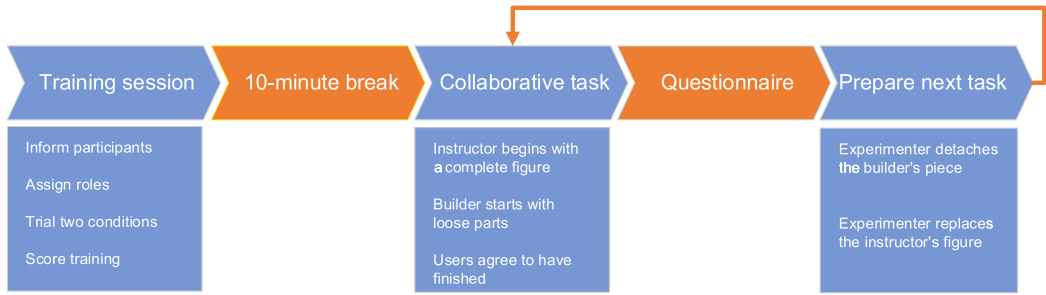 Training session
10-minute break
Collaborative task
Questionnaire
Prepare next task
Inform participants
Assign roles
Trial two conditions
Score training
Instructor begins with
a complete figure
Builder starts with
loose parts
Users agree to have
finished
Experimenter detaches
the builder's piece
Experimenter replaces
the instructor's figure